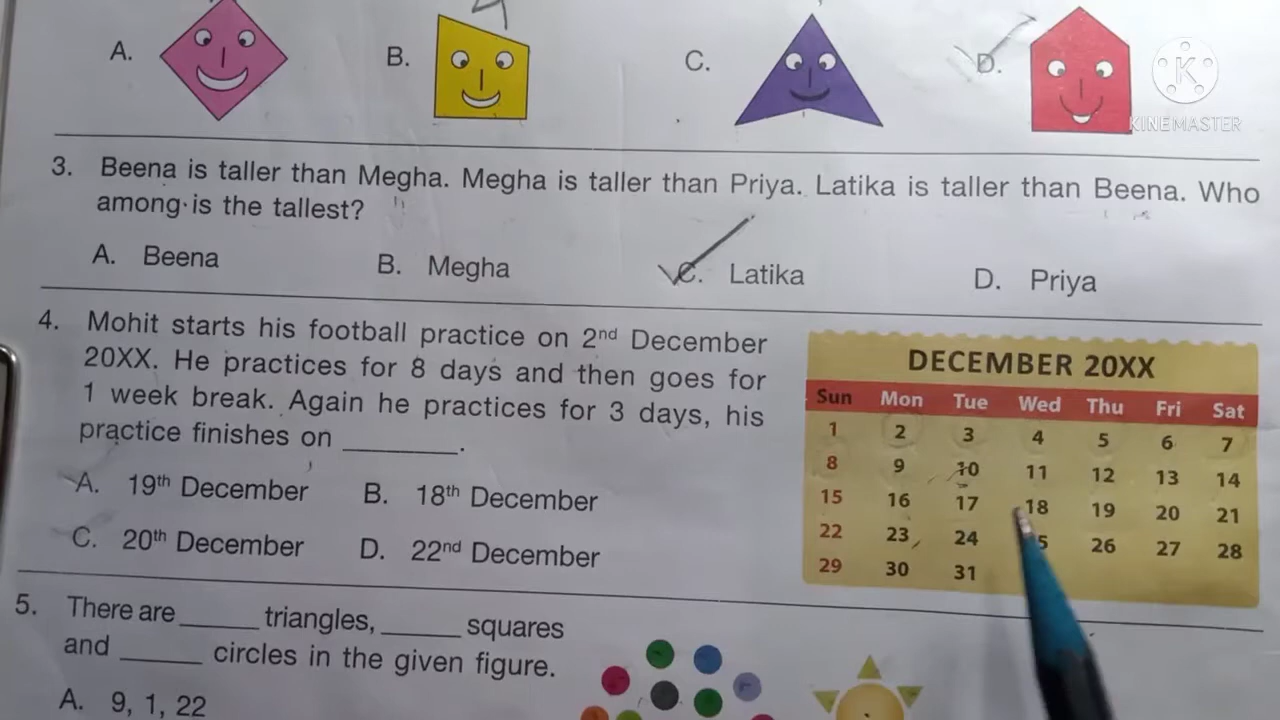 A.
B.
C.
D.
KINEMASTER
3. Beena is taller than Megha. Megha is taller than Priya. Latika is taller than Beena. Who
among is the tallest?
A. Beena
B. Megha
C. Latika
D. Priya
4. Mohit starts his football practice on 2nd December
20XX. He practices for 8 days and then goes for
1 week break. Again he practices for 3 days, his
practice finishes on _______.
A. 19th December
B. 18th December
C. 20th December
D. 22nd December
DECEMBER 20XX
Sun Mon Tue Wed Thu Fri Sat
1 2 3 4 5 6 7
8 9 10 11 12 13 14
15 16 17 18 19 20 21
22 23 24 5 26 27 28
29 30 31
5. There are _____ triangles, _____ squares
and _____ circles in the given figure.
A. 9, 1, 22